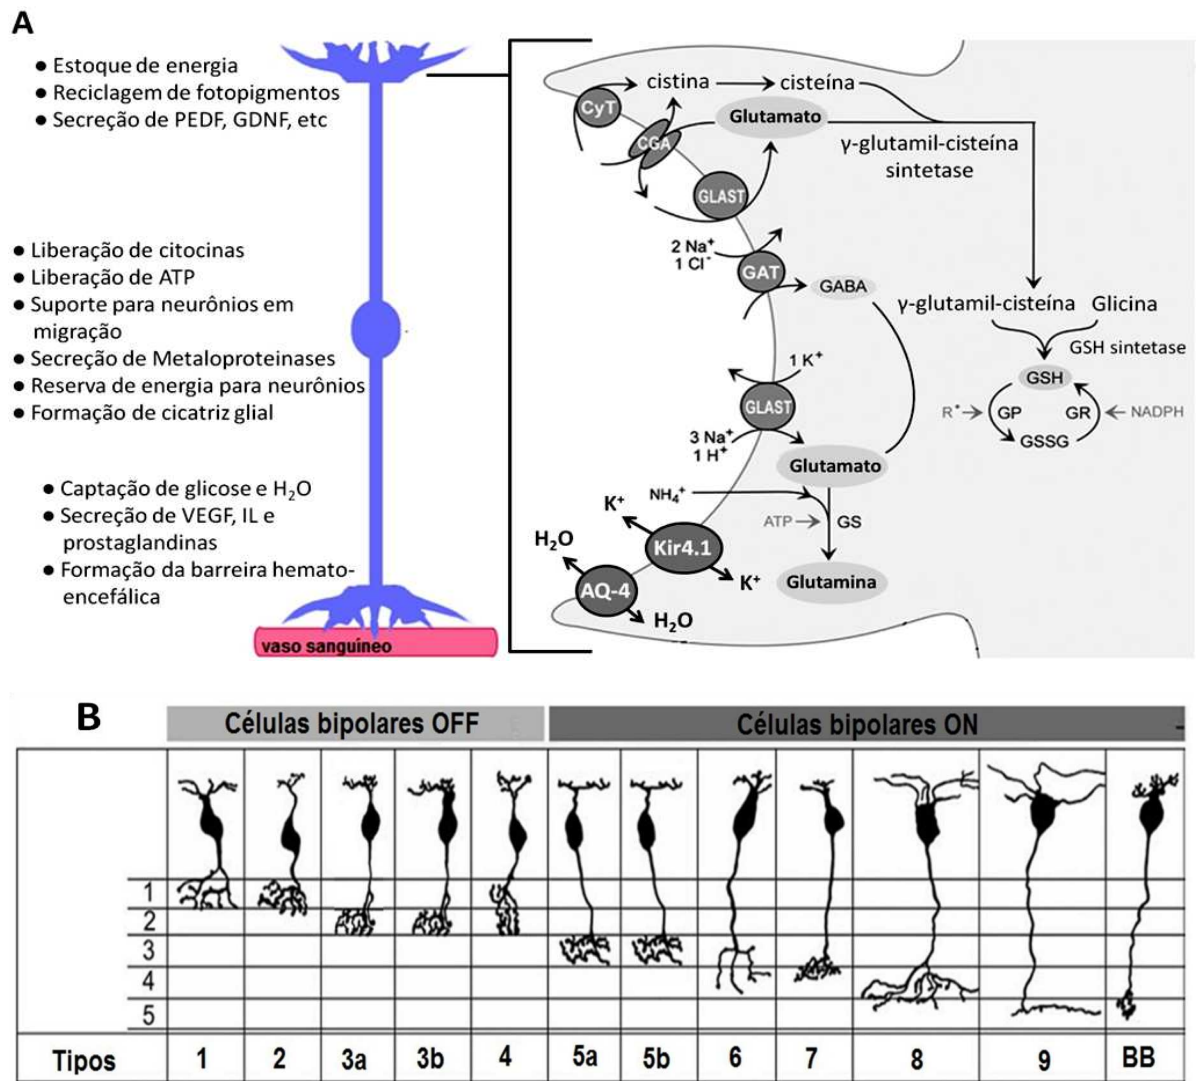 A
● Estoque de energia
● Reciclagem de fotopigmentos
● Secreção de PEDF, GDNF, etc
● Liberação de citocinas
● Liberação de ATP
● Suporte para neurônios em
migração
● Secreção de Metaloproteinases
● Reserva de energia para neurônios
● Formação de cicatriz glial
● Captação de glicose e H₂O
● Secreção de VEGF, IL e
prostaglandinas
● Formação da barreira hemato-
encefálica
vaso sanguíneo
CyT
cistina
cisteína
CGA
Glutamato
γ-glutamil-cisteína
sintetase
GLAST
2 Na⁺
1 Cl⁻
GAT
GABA
γ-glutamil-cisteína
Glicina
GSH sintetase
GSH
R•
GP
GR
NADPH
GSSG
1 K⁺
GLAST
3 Na⁺
1 H⁺
Glutamato
NH₄⁺
ATP
GS
K⁺
Kir4.1
K⁺
H₂O
AQ-4
H₂O
Glutamina
B
Células bipolares OFF
Células bipolares ON
1
2
3
4
5
Tipos 1 2 3a 3b 4 5a 5b 6 7 8 9 BB